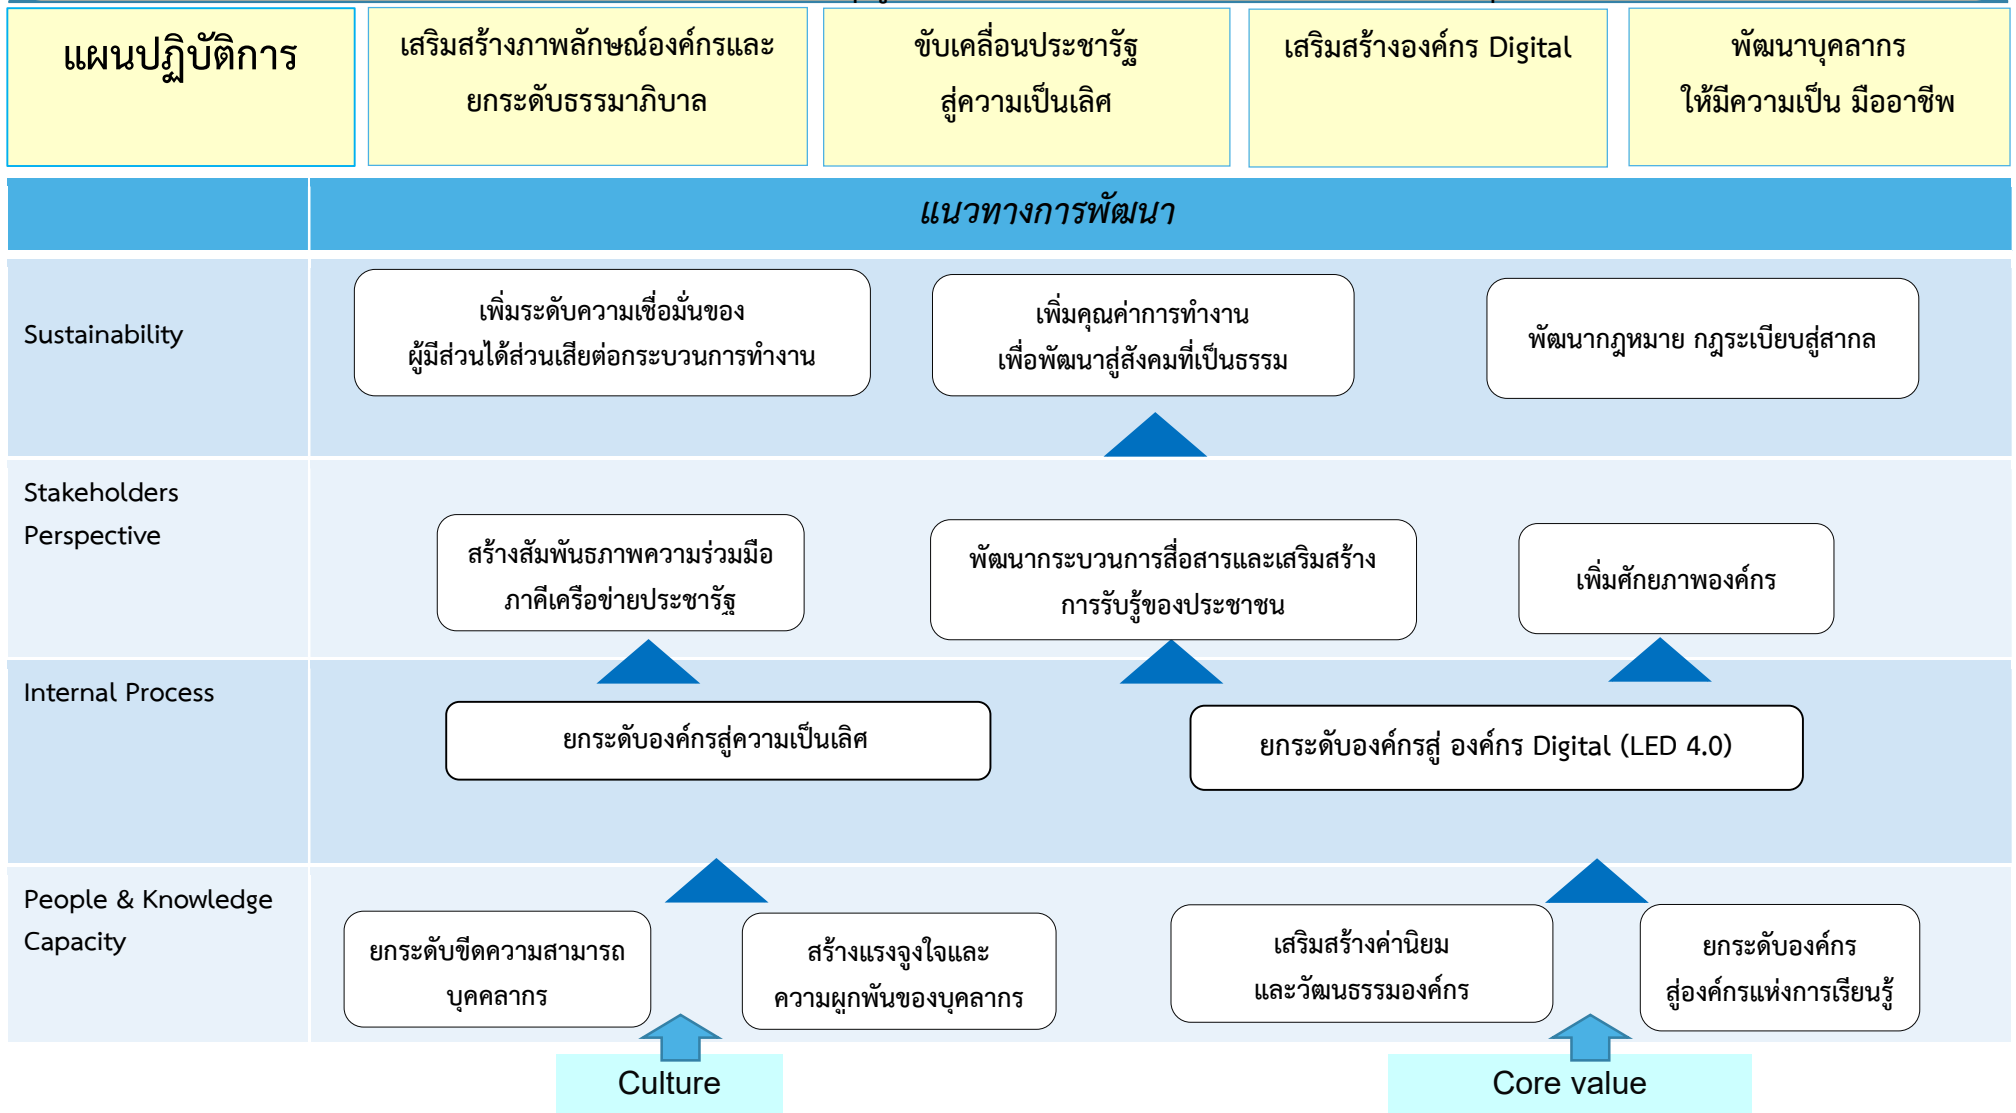 แผนปฏิบัติการ
เสริมสร้างภาพลักษณ์องค์กรและ
ยกระดับธรรมาภิบาล
ขับเคลื่อนประชารัฐ
สู่ความเป็นเลิศ
เสริมสร้างองค์กร Digital
พัฒนาบุคลากร
ให้มีความเป็น มืออาชีพ
แนวทางการพัฒนา
Sustainability
เพิ่มระดับความเชื่อมั่นของ
ผู้มีส่วนได้ส่วนเสียต่อกระบวนการทำงาน
เพิ่มคุณค่าการทำงาน
เพื่อพัฒนาสู่สังคมที่เป็นธรรม
พัฒนากฎหมาย กฎระเบียบสู่สากล
Stakeholders
Perspective
สร้างสัมพันธภาพความร่วมมือ
ภาคีเครือข่ายประชารัฐ
พัฒนากระบวนการสื่อสารและเสริมสร้าง
การรับรู้ของประชาชน
เพิ่มศักยภาพองค์กร
Internal Process
ยกระดับองค์กรสู่ความเป็นเลิศ
ยกระดับองค์กรสู่ องค์กร Digital (LED 4.0)
People & Knowledge
Capacity
ยกระดับขีดความสามารถ
บุคคลากร
สร้างแรงจูงใจและ
ความผูกพันของบุคลากร
เสริมสร้างค่านิยม
และวัฒนธรรมองค์กร
ยกระดับองค์กร
สู่องค์กรแห่งการเรียนรู้
Culture
Core value